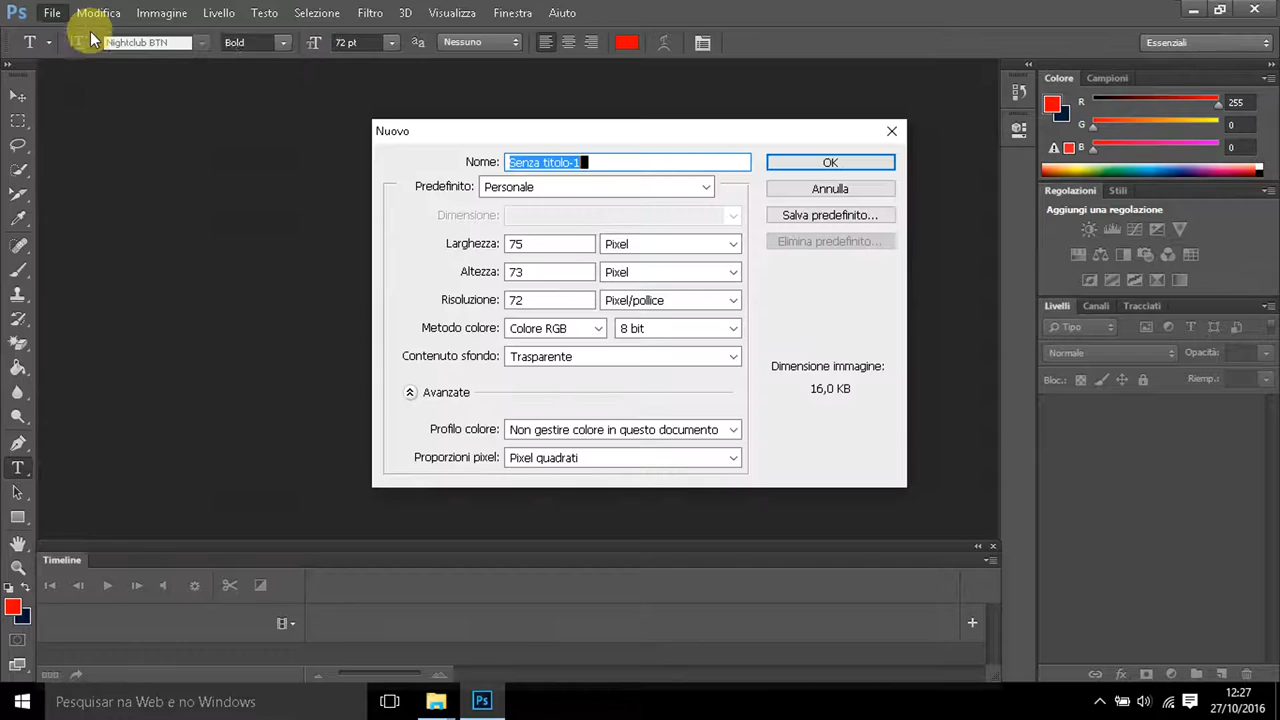 Ps File Modifica Immagine Livello Testo Selezione Filtro 3D Visualizza Finestra Aiuto
T Nightclub BTN Bold 72 pt aa Nessuno Essenziali
Nuovo
Nome: Senza titolo-1 OK
Predefinito: Personale Annulla
Dimensione: Salva predefinito...
Larghezza: 75 Pixel Elimina predefinito...
Altezza: 73 Pixel
Risoluzione: 72 Pixel/pollice
Metodo colore: Colore RGB 8 bit
Contenuto sfondo: Trasparente
Dimensione immagine:
16,0 KB
Avanzate
Profilo colore: Non gestire colore in questo documento
Proporzioni pixel: Pixel quadrati
Colore Campioni
R 255
G 0
B 0
Regolazioni Stili
Aggiungi una regolazione
Livelli Canali Tracciati
Tipo
Normale Opacità:
Bloc.: Riemp.:
Timeline
Pesquisar na Web e no Windows
Ps
12:27
27/10/2016